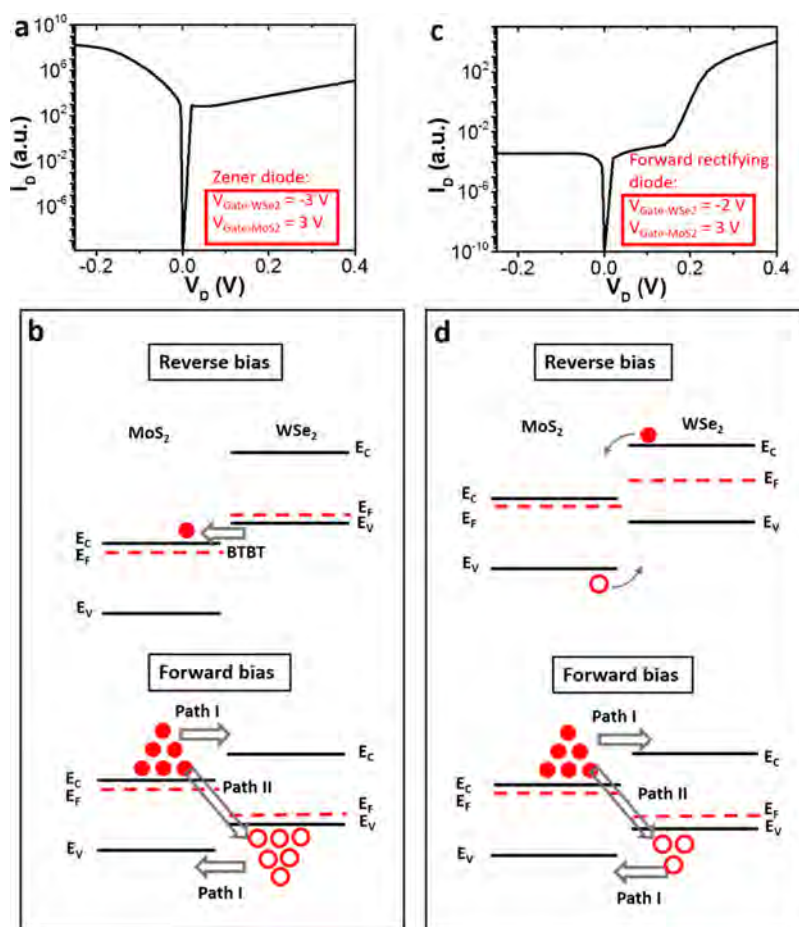 a
10^10
10^6
10^2
10^-2
10^-6
I_D (a.u.)
Zener diode:
V_Gate-WSe2 = -3 V
V_Gate-MoS2 = 3 V
-0.2 0.0 0.2 0.4
V_D (V)
c
10^2
10^-2
10^-6
10^-10
I_D (a.u.)
Forward rectifying
diode:
V_Gate-WSe2 = -2 V
V_Gate-MoS2 = 3 V
-0.2 0.0 0.2 0.4
V_D (V)
b
Reverse bias
MoS₂ WSe₂
E_C
E_F
E_V
E_C
E_F
BTBT
E_V
Forward bias
Path I
E_C
E_C
E_F
Path II
E_F
E_V
E_V
Path I
d
Reverse bias
MoS₂ WSe₂
E_C
E_F
E_C
E_F
E_V
E_V
Forward bias
Path I
E_C
E_C
E_F
Path II
E_F
E_V
E_V
Path I